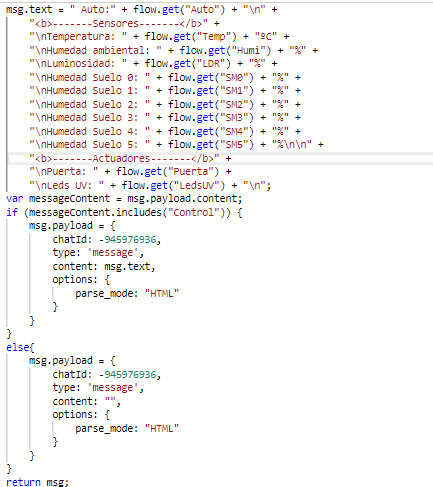 msg.text = " Auto:" + flow.get("Auto") + "\n" +
"<b>-------Sensores-------</b>" +
"\nTemperatura: " + flow.get("Temp") + "ºC" +
"\nHumedad ambiental: " + flow.get("Humi") + "%" +
"\nLuminosidad: " + flow.get("LDR") + "%" +
"\nHumedad Suelo 0: " + flow.get("SM0") + "%" +
"\nHumedad Suelo 1: " + flow.get("SM1") + "%" +
"\nHumedad Suelo 2: " + flow.get("SM2") + "%" +
"\nHumedad Suelo 3: " + flow.get("SM3") + "%" +
"\nHumedad Suelo 4: " + flow.get("SM4") + "%" +
"\nHumedad Suelo 5: " + flow.get("SM5") + "%\n\n" +
"<b>-------Actuadores-------</b>" +
"\nPuerta: " + flow.get("Puerta") +
"\nLeds UV: " + flow.get("LedsUV") + "\n";
var messageContent = msg.payload.content;
if (messageContent.includes("Control")) {
msg.payload = {
chatId: -945976936,
type: 'message',
content: msg.text,
options: {
parse_mode: "HTML"
}
}
}
else{
msg.payload = {
chatId: -945976936,
type: 'message',
content: "",
options: {
parse_mode: "HTML"
}
}
}
return msg;